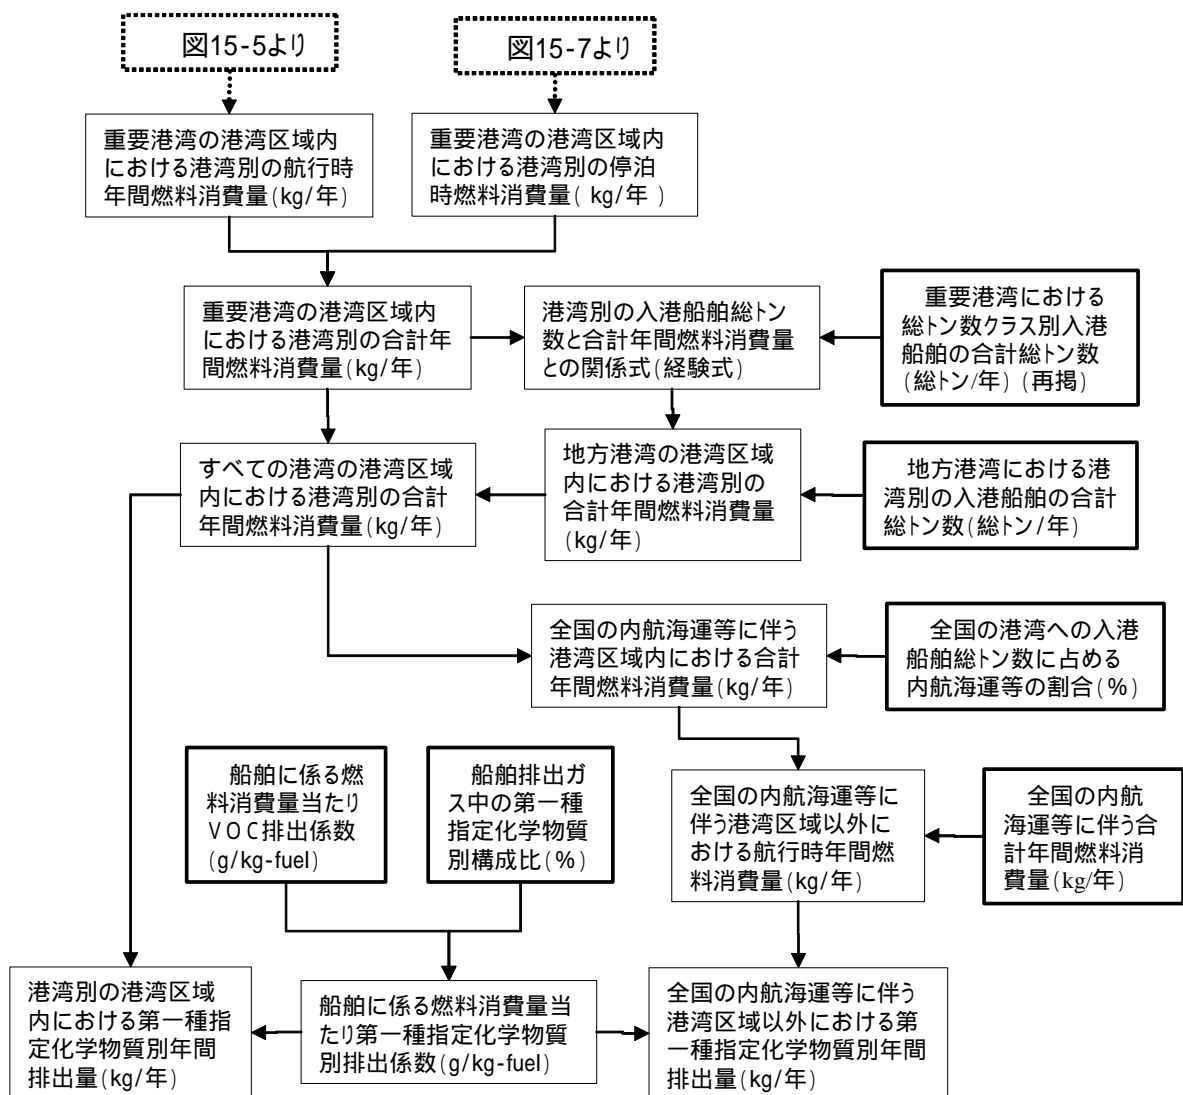 図15-5より
図15-7より
重要港湾の港湾区域内
における港湾別の航行時
年間燃料消費量(kg/年)
重要港湾の港湾区域内
における港湾別の停泊
時燃料消費量( kg/年 )
重要港湾の港湾区域内
における港湾別の合計年
間燃料消費量(kg/年)
港湾別の入港船舶総トン
数と合計年間燃料消費量
との関係式(経験式)
重要港湾における
総トン数クラス別入港
船舶の合計総トン数
(総トン/年)(再掲)
すべての港湾の港湾区域
内における港湾別の合計
年間燃料消費量(kg/年)
地方港湾の港湾区域
内における港湾別の
合計年間燃料消費量
(kg/年)
地方港湾における港
湾別の入港船舶の合計
総トン数(総トン/年)
全国の内航海運等に伴う
港湾区域内における合計
年間燃料消費量(kg/年)
全国の港湾への入港
船舶総トン数に占める
内航海運等の割合(%)
船舶に係る燃
料消費量当たり
VOC排出係数
(g/kg-fuel)
船舶排出ガ
ス中の第一種
指定化学物質
別構成比(%)
全国の内航海運等に
伴う港湾区域以外に
おける航行時年間燃
料消費量(kg/年)
全国の内航
海運等に伴う合
計年間燃料消
費量(kg/年)
港湾別の港湾区域
内における第一種指
定化学物質別年間
排出量(kg/年)
船舶に係る燃料消費量当
たり第一種指定化学物質
別排出係数(g/kg-fuel)
全国の内航海運等に伴う
港湾区域以外における第
一種指定化学物質別年間
排出量(kg/年)